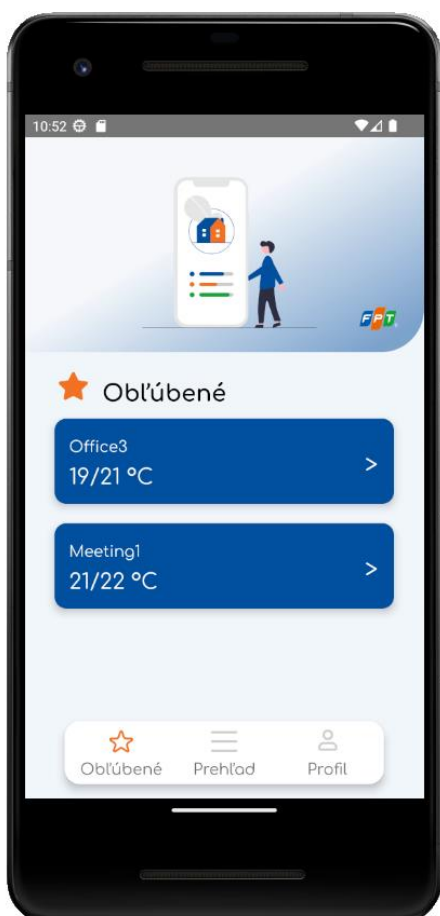 10:52
FPT
Obľúbené
Office3
19/21 °C
>
Meeting1
21/22 °C
>
Obľúbené Prehľad Profil